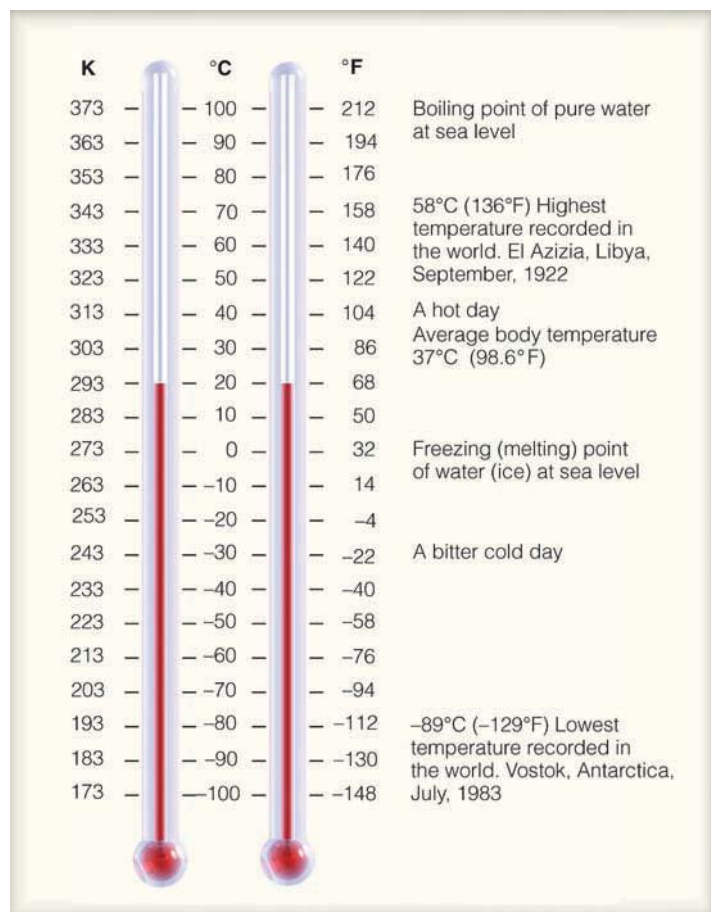 K °C °F
373 100 212 Boiling point of pure water
at sea level
363 90 194
353 80 176
343 70 158 58°C (136°F) Highest
temperature recorded in
333 60 140 the world. El Azizia, Libya,
323 50 122 September, 1922
313 40 104 A hot day
Average body temperature
303 30 86 37°C (98.6°F)
293 20 68
283 10 50
273 0 32 Freezing (melting) point
of water (ice) at sea level
263 –10 14
253 –20 –4
243 –30 –22 A bitter cold day
233 –40 –40
223 –50 –58
213 –60 –76
203 –70 –94
193 –80 –112 –89°C (–129°F) Lowest
temperature recorded in
183 –90 –130 the world. Vostok, Antarctica,
173 –100 –148 July, 1983